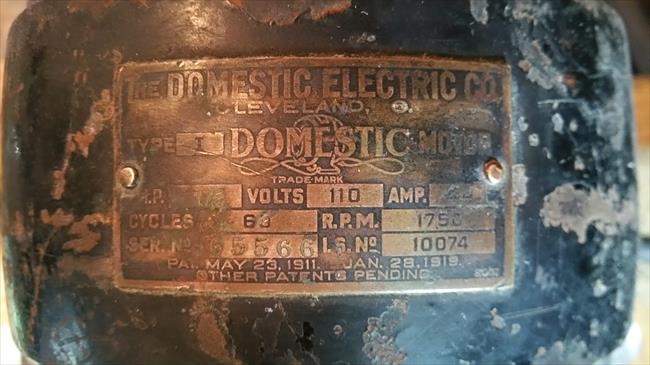 THE DOMESTIC ELECTRIC CO.
CLEVELAND, O.
TYPE I DOMESTIC MOTOR
TRADE-MARK
H.P. VOLTS 110 AMP.
CYCLES 60 R.P.M. 1750
SER. Nº 65566 I.S. Nº 10074
PAT. MAY 23, 1911. JAN. 28, 1919.
OTHER PATENTS PENDING.